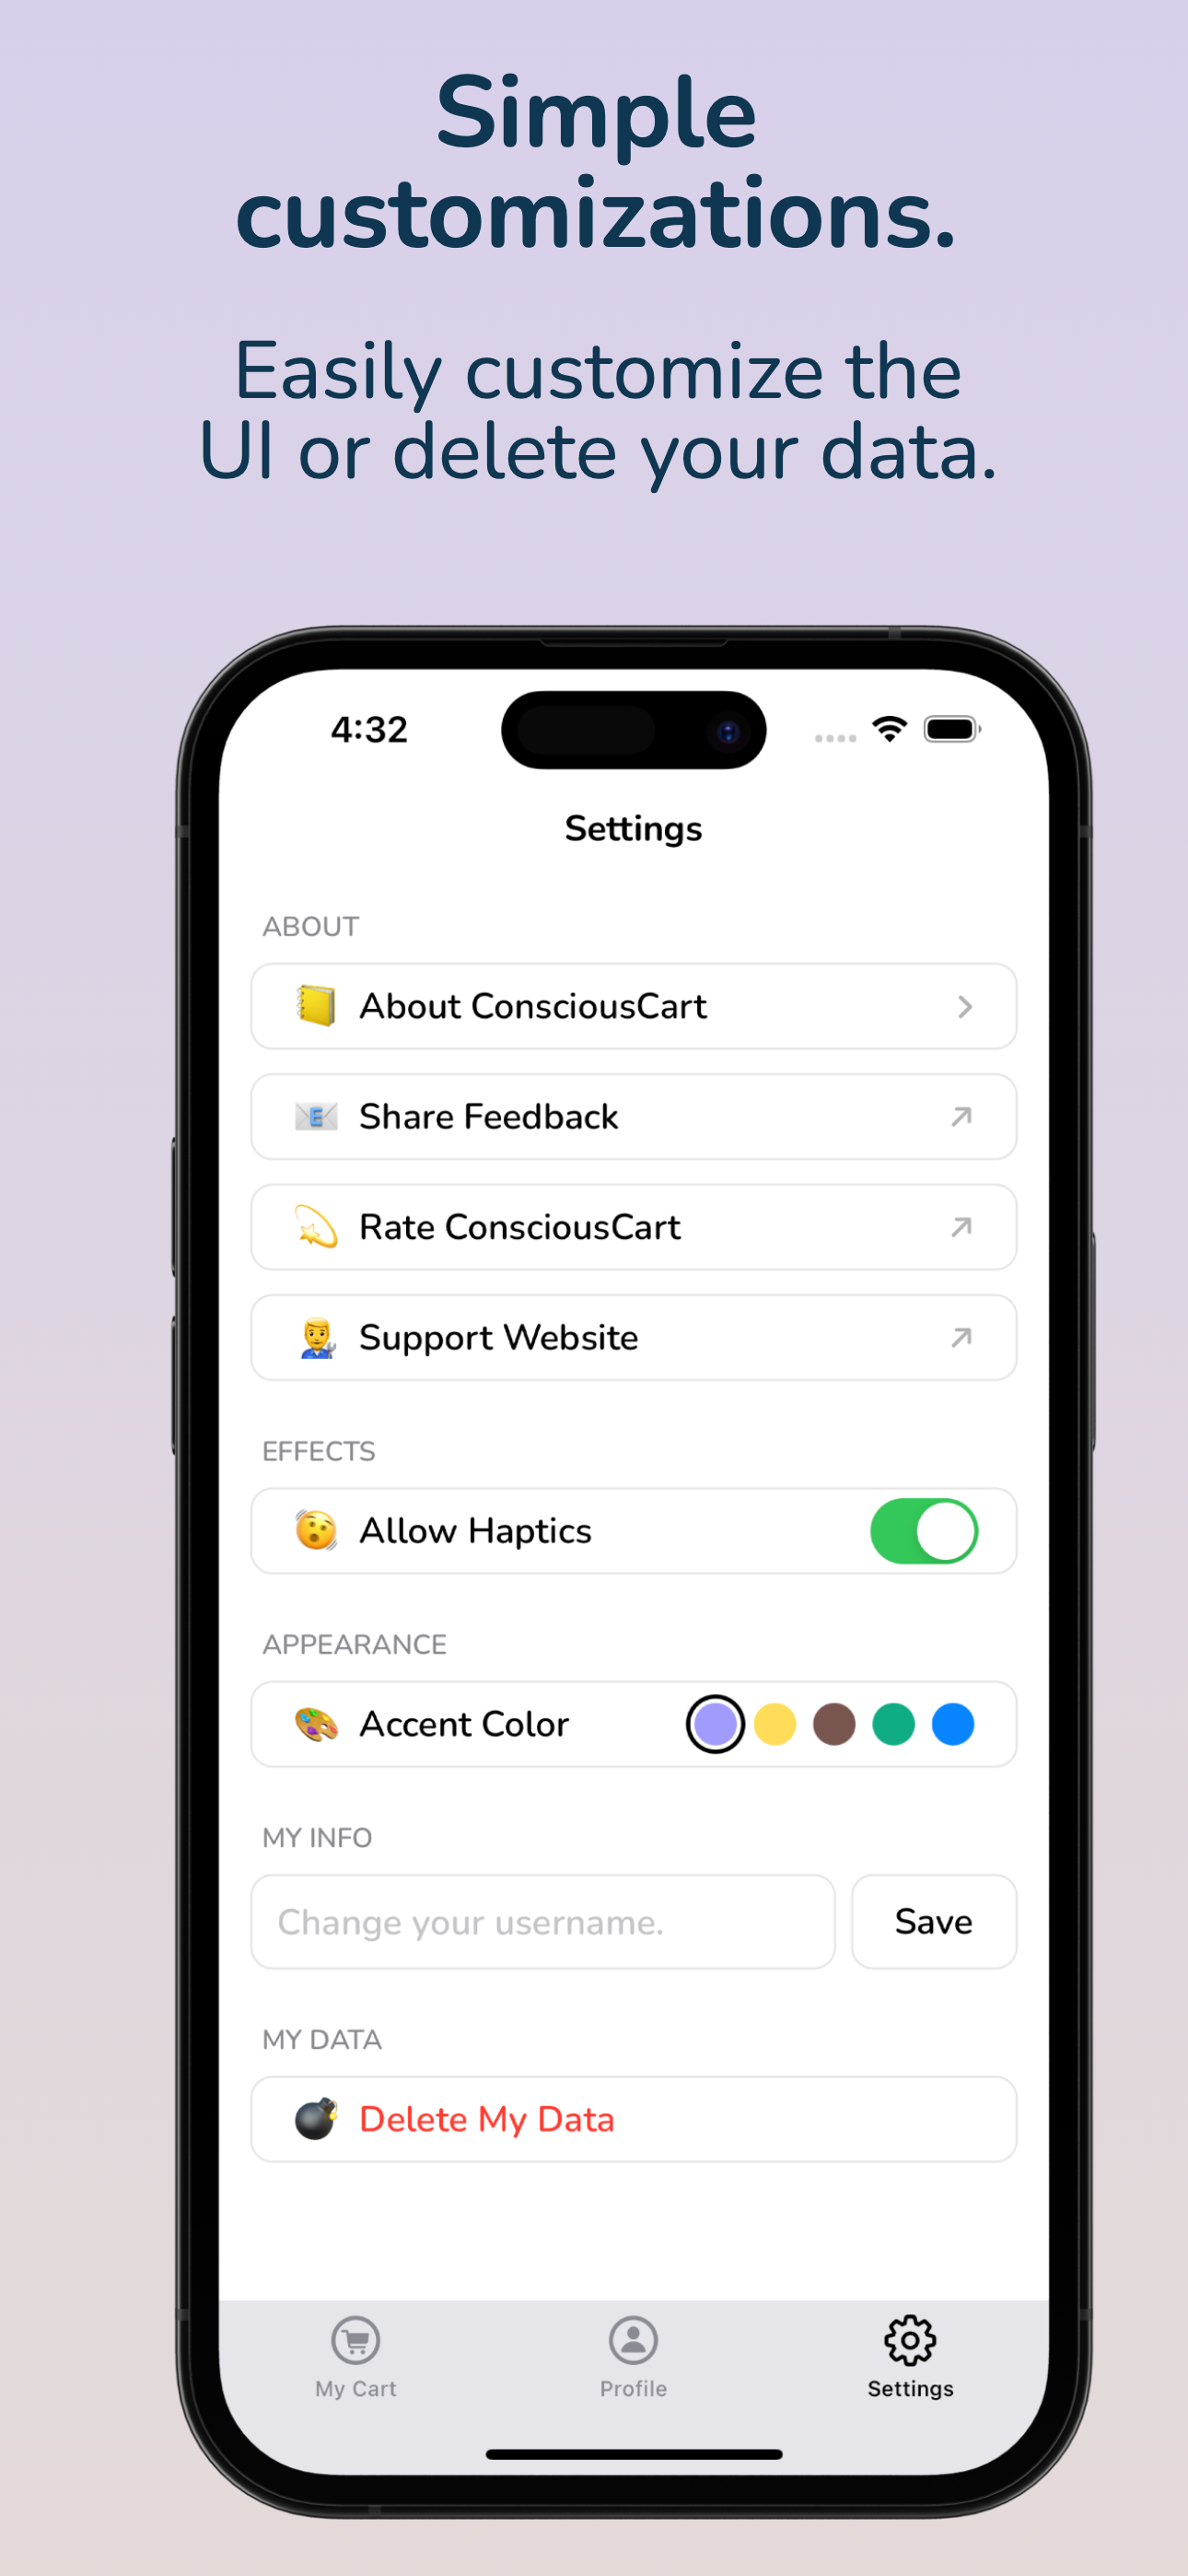 Simple
customizations.
Easily customize the
UI or delete your data.
4:32
Settings
ABOUT
About ConsciousCart
Share Feedback
Rate ConsciousCart
Support Website
EFFECTS
Allow Haptics
APPEARANCE
Accent Color
MY INFO
Change your username.
Save
MY DATA
Delete My Data
My Cart
Profile
Settings